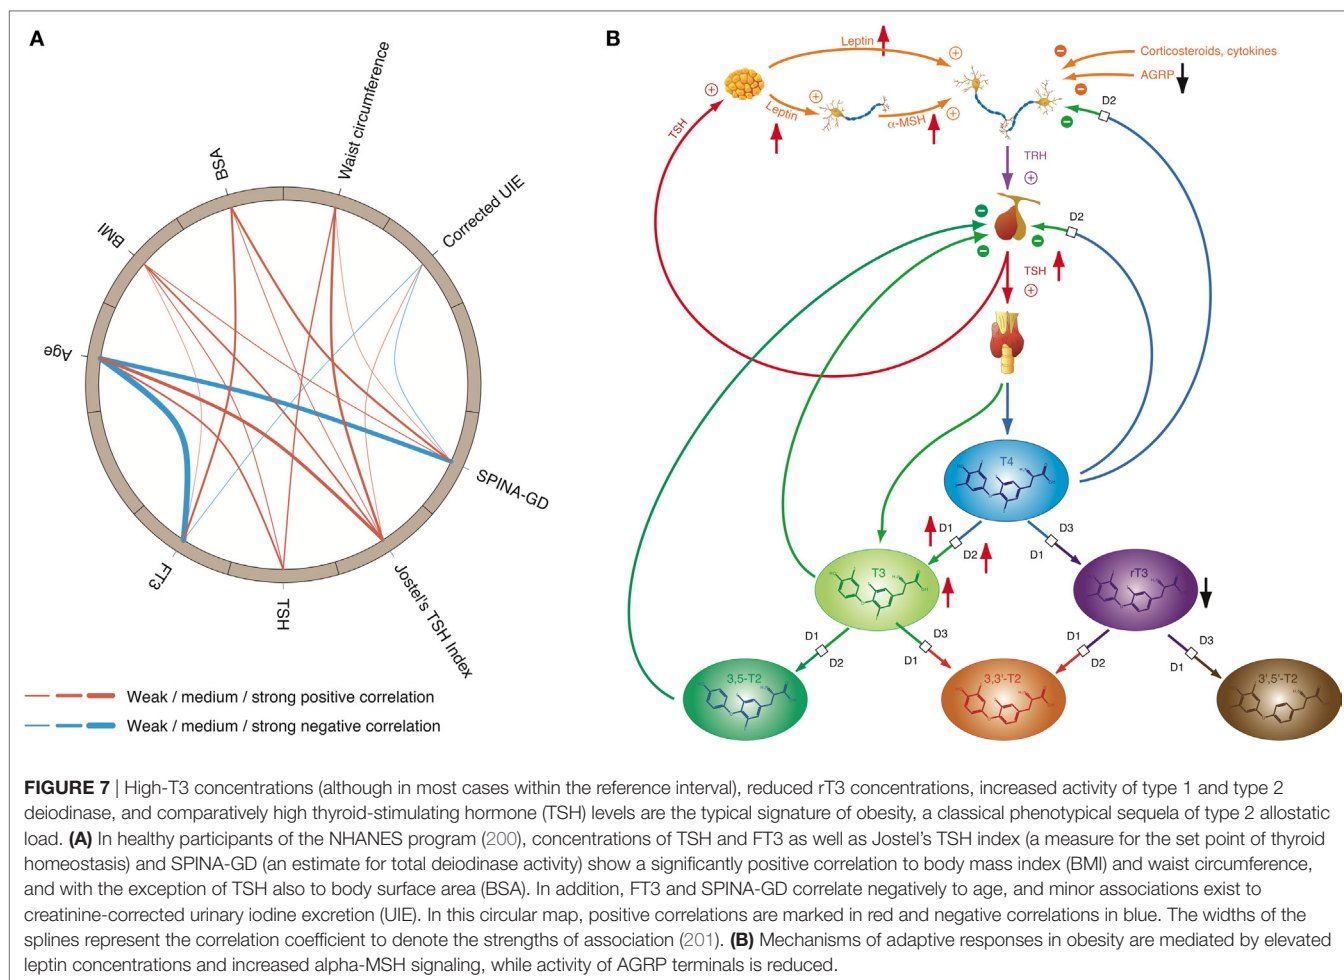 A
Waist circumference
BSA
Corrected UIE
BMI
Age
SPINA-GD
FT3
TSH
Jostel's TSH Index
Weak / medium / strong positive correlation
Weak / medium / strong negative correlation
B
Leptin
Corticosteroids, cytokines
AGRP
D2
Leptin
α-MSH
TSH
TRH
D2
TSH
T4
D1
D3
D2
D1
T3
rT3
D1
D3
D1
D3
D2
D1
D2
D1
3,5-T2
3,3'-T2
3',5'-T2
FIGURE 7 | High-T3 concentrations (although in most cases within the reference interval), reduced rT3 concentrations, increased activity of type 1 and type 2
deiodinase, and comparatively high thyroid-stimulating hormone (TSH) levels are the typical signature of obesity, a classical phenotypical sequela of type 2 allostatic
load. (A) In healthy participants of the NHANES program (200), concentrations of TSH and FT3 as well as Jostel's TSH index (a measure for the set point of thyroid
homeostasis) and SPINA-GD (an estimate for total deiodinase activity) show a significantly positive correlation to body mass index (BMI) and waist circumference,
and with the exception of TSH also to body surface area (BSA). In addition, FT3 and SPINA-GD correlate negatively to age, and minor associations exist to
creatinine-corrected urinary iodine excretion (UIE). In this circular map, positive correlations are marked in red and negative correlations in blue. The widths of the
splines represent the correlation coefficient to denote the strengths of association (201). (B) Mechanisms of adaptive responses in obesity are mediated by elevated
leptin concentrations and increased alpha-MSH signaling, while activity of AGRP terminals is reduced.